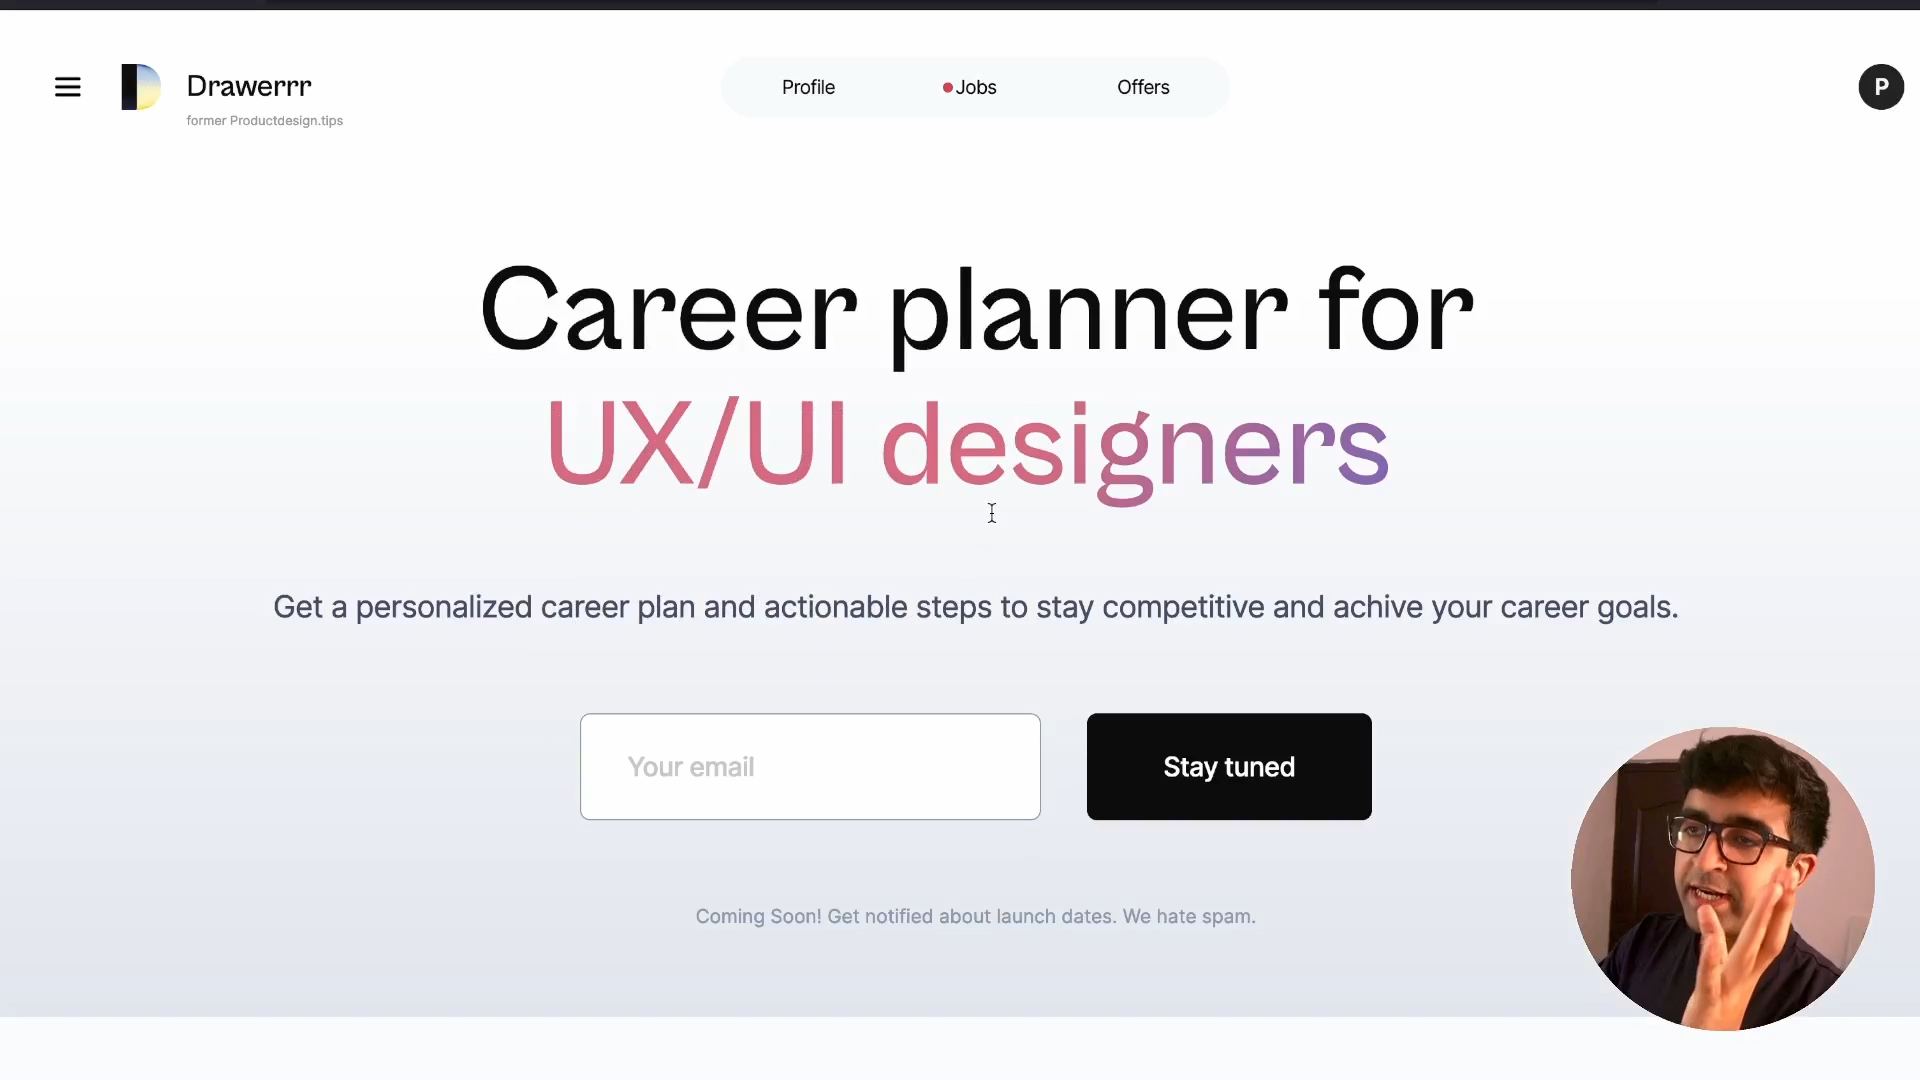 Drawerrr
former Productdesign.tips
Profile
Jobs
Offers
P
Career planner for
UX/UI designers
Get a personalized career plan and actionable steps to stay competitive and achive your career goals.
Your email
Stay tuned
Coming Soon! Get notified about launch dates. We hate spam.